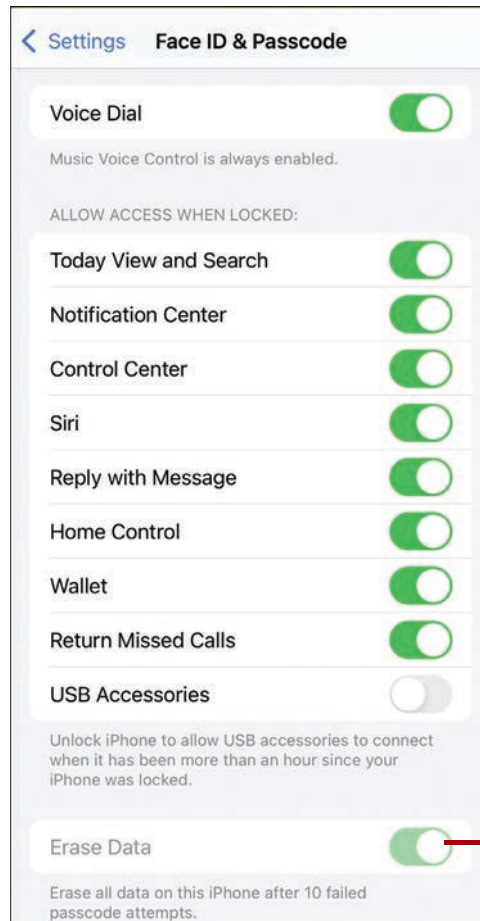 Settings Face ID & Passcode
Voice Dial
Music Voice Control is always enabled.
ALLOW ACCESS WHEN LOCKED:
Today View and Search
Notification Center
Control Center
Siri
Reply with Message
Home Control
Wallet
Return Missed Calls
USB Accessories
Unlock iPhone to allow USB accessories to connect
when it has been more than an hour since your
iPhone was locked.
Erase Data
Erase all data on this iPhone after 10 failed
passcode attempts.